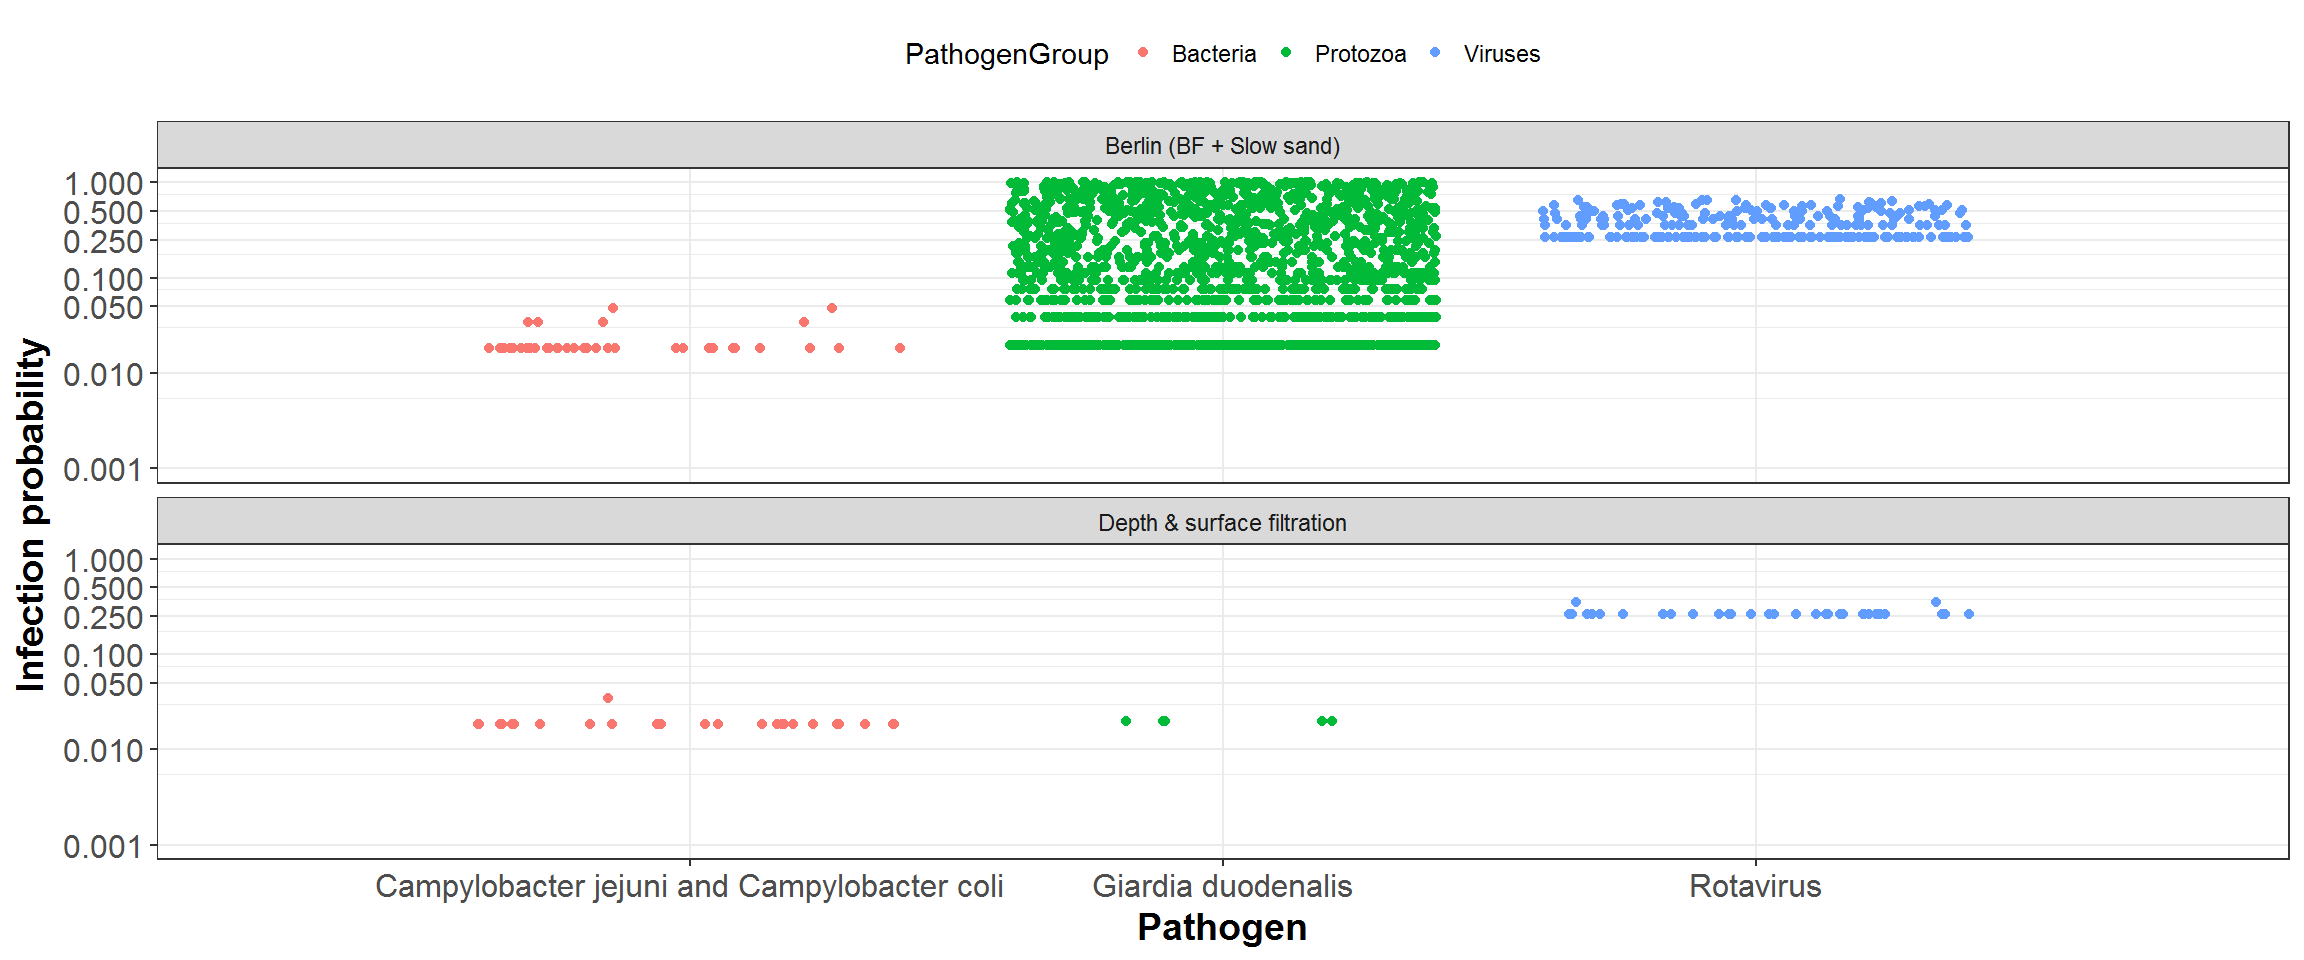 PathogenGroup Bacteria Protozoa Viruses
Berlin (BF + Slow sand)
1.000
0.500
0.250
0.100
0.050
0.010
0.001
Infection probability
Depth & surface filtration
1.000
0.500
0.250
0.100
0.050
0.010
0.001
Campylobacter jejuni and Campylobacter coli Giardia duodenalis Rotavirus
Pathogen